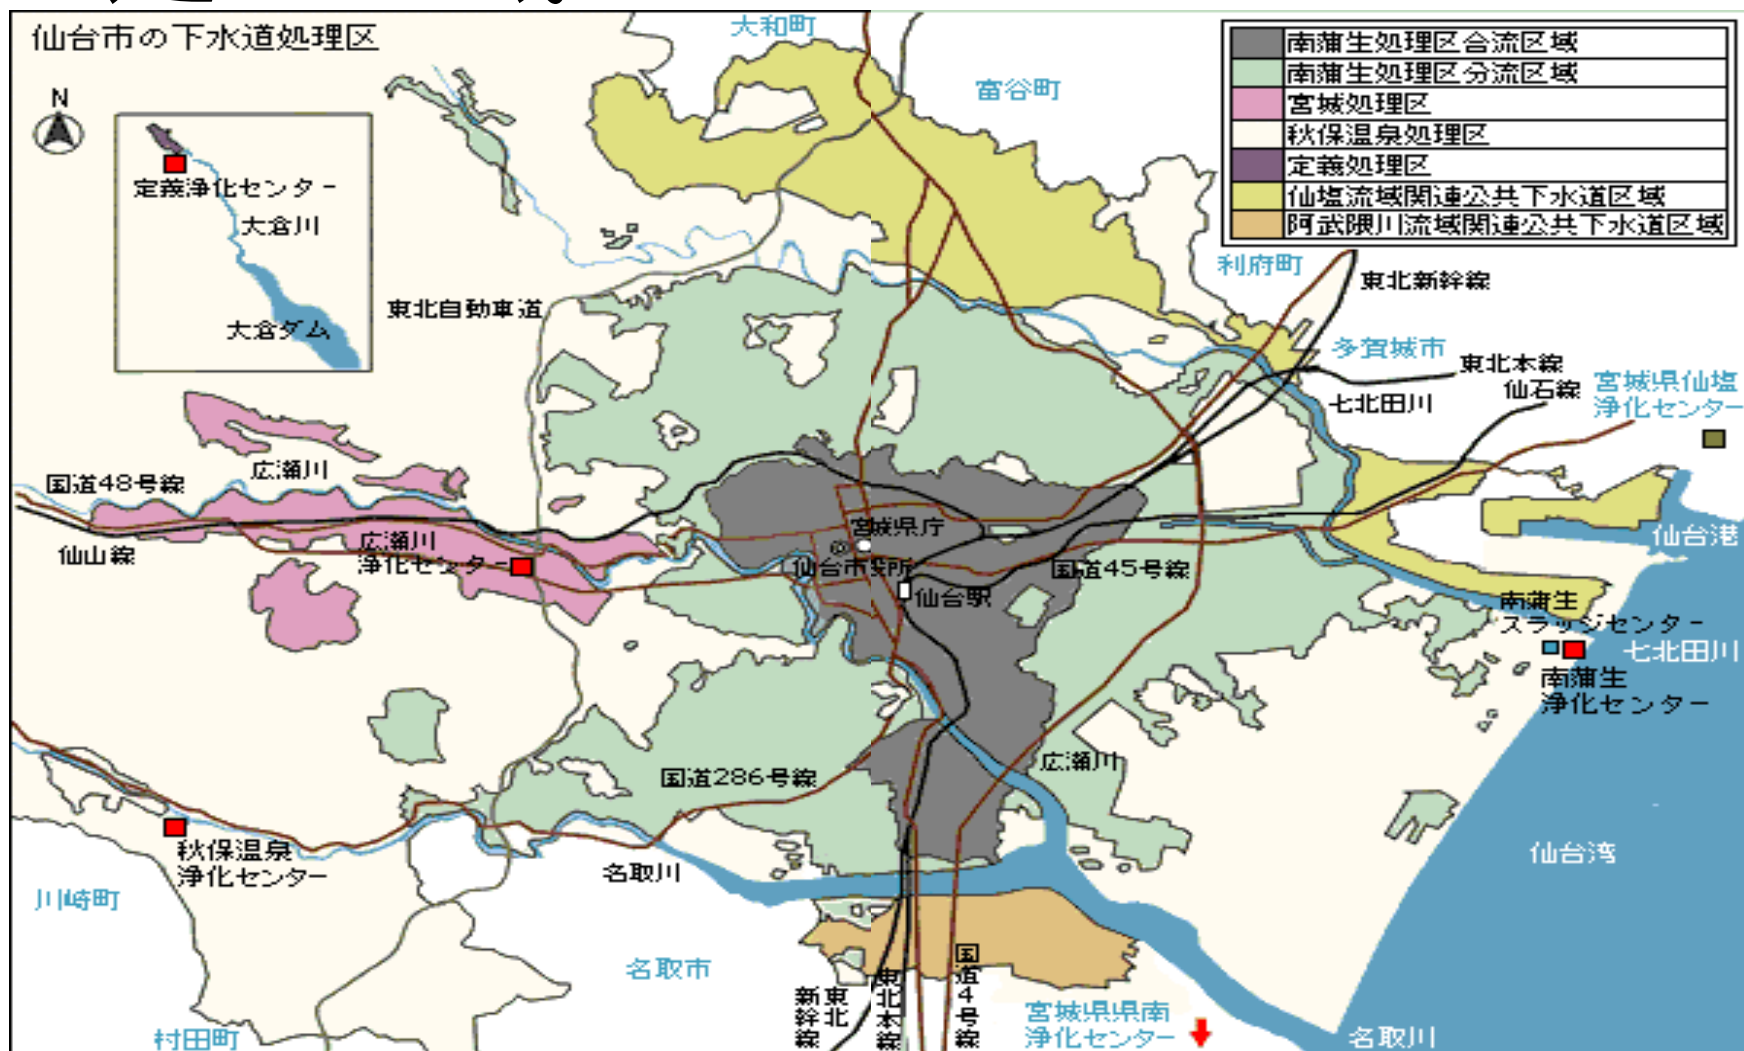 仙台市の下水道処理区
N
定義浄化センター
大倉川
大倉ダム
南蒲生処理区合流区域
南蒲生処理区分流区域
宮城処理区
秋保温泉処理区
定義処理区
仙塩流域関連公共下水道区域
阿武隈川流域関連公共下水道区域
大和町
富谷町
利府町
東北新幹線
東北自動車道
多賀城市
東北本線
仙石線
七北田川
宮城県仙塩
浄化センター
国道48号線
広瀬川
仙山線
広瀬川
浄化センター
宮城県庁
仙台市役所
仙台駅
国道45号線
仙台港
南蒲生
スラッジセンター
七北田川
南蒲生
浄化センター
広瀬川
国道286号線
秋保温泉
浄化センター
名取川
仙台湾
川崎町
名取市
村田町
東北
新幹線
東北本線
国道4号線
宮城県県南
浄化センター
名取川